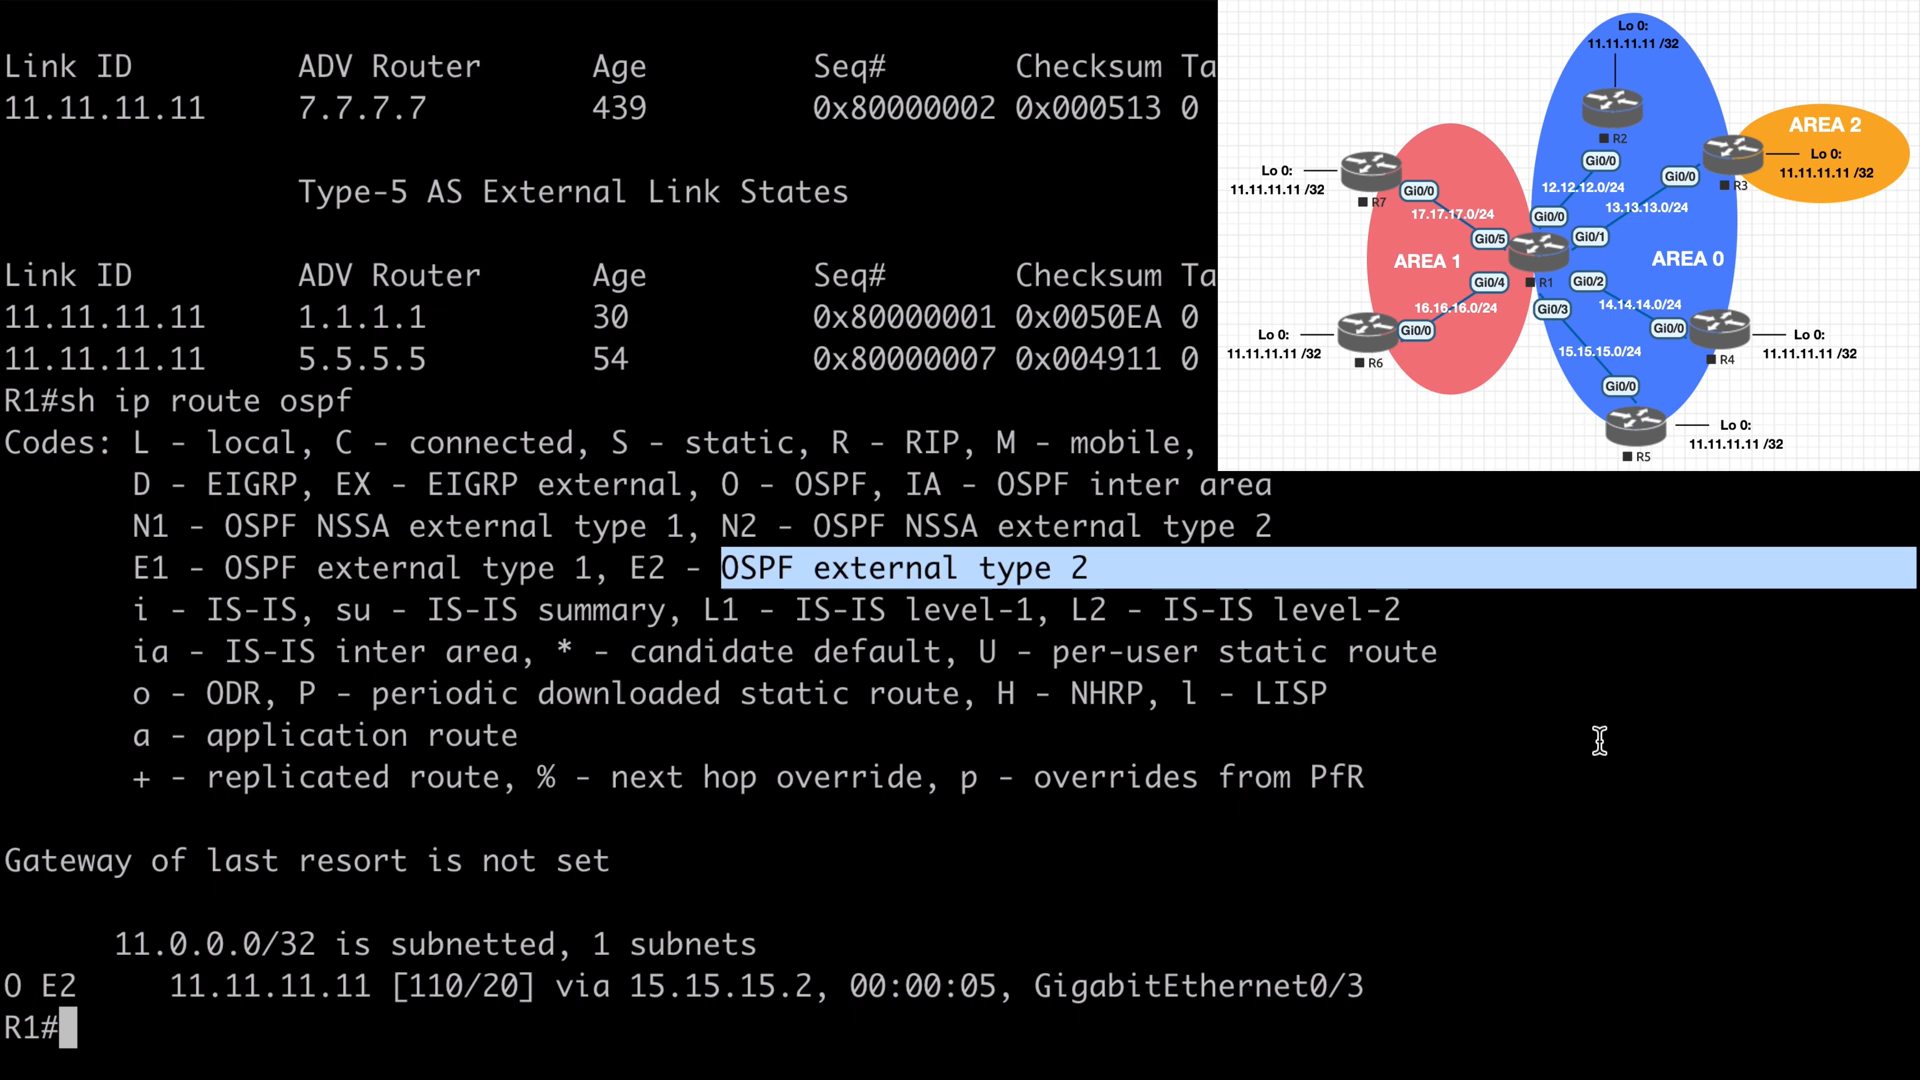 Link ID         ADV Router      Age         Seq#       Checksum Ta
11.11.11.11     7.7.7.7         439         0x80000002 0x000513 0
Type-5 AS External Link States
Link ID         ADV Router      Age         Seq#       Checksum Ta
11.11.11.11     1.1.1.1         30          0x80000001 0x0050EA 0
11.11.11.11     5.5.5.5         54          0x80000007 0x004911 0
R1#sh ip route ospf
Codes: L - local, C - connected, S - static, R - RIP, M - mobile,
D - EIGRP, EX - EIGRP external, O - OSPF, IA - OSPF inter area
N1 - OSPF NSSA external type 1, N2 - OSPF NSSA external type 2
E1 - OSPF external type 1, E2 - OSPF external type 2
i - IS-IS, su - IS-IS summary, L1 - IS-IS level-1, L2 - IS-IS level-2
ia - IS-IS inter area, * - candidate default, U - per-user static route
o - ODR, P - periodic downloaded static route, H - NHRP, l - LISP
a - application route
+ - replicated route, % - next hop override, p - overrides from PfR
Gateway of last resort is not set
11.0.0.0/32 is subnetted, 1 subnets
O E2     11.11.11.11 [110/20] via 15.15.15.2, 00:00:05, GigabitEthernet0/3
R1#
Lo 0:
11.11.11.11 /32
R2
Gi0/0
12.12.12.0/24
Gi0/0
AREA 2
Lo 0:
11.11.11.11 /32
R3
Gi0/0
13.13.13.0/24
Gi0/1
Lo 0:
11.11.11.11 /32
R7
Gi0/0
17.17.17.0/24
Gi0/5
AREA 1
AREA 0
R1
Gi0/4
16.16.16.0/24
Gi0/0
Lo 0:
11.11.11.11 /32
R6
Gi0/2
14.14.14.0/24
Gi0/0
Lo 0:
11.11.11.11 /32
R4
Gi0/3
15.15.15.0/24
Gi0/0
Lo 0:
11.11.11.11 /32
R5